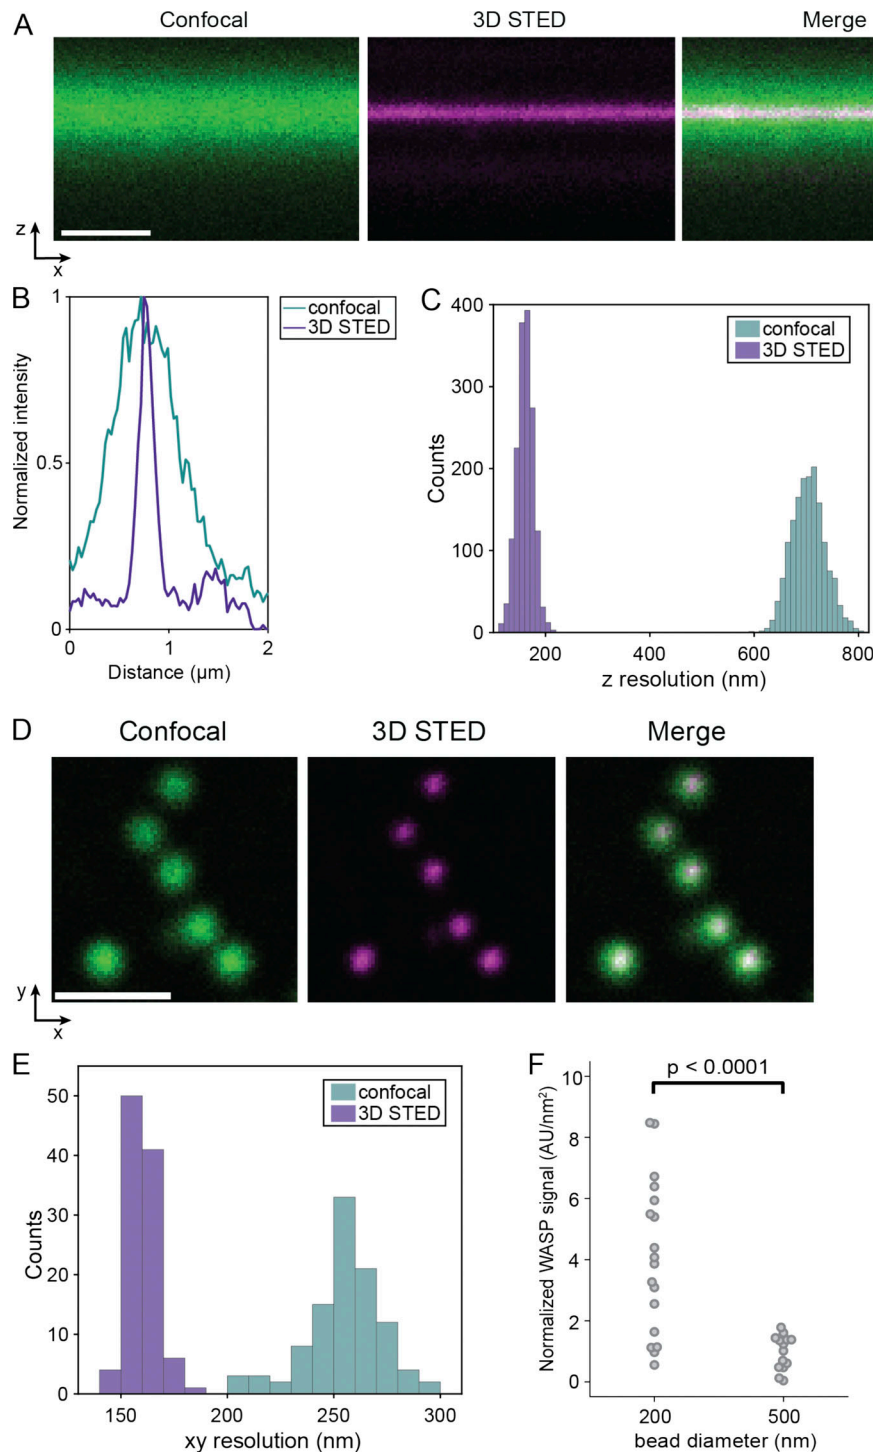 A
Confocal
3D STED
Merge
z
x
B
1
0.5
0
0
1
2
Normalized intensity
Distance (µm)
confocal
3D STED
C
400
300
200
100
0
200
400
600
800
Counts
z resolution (nm)
confocal
3D STED
D
Confocal
3D STED
Merge
y
x
E
50
40
30
20
10
0
150
200
250
300
Counts
xy resolution (nm)
confocal
3D STED
F
p < 0.0001
10
8
6
4
2
0
200
500
Normalized WASP signal (AU/nm²)
bead diameter (nm)